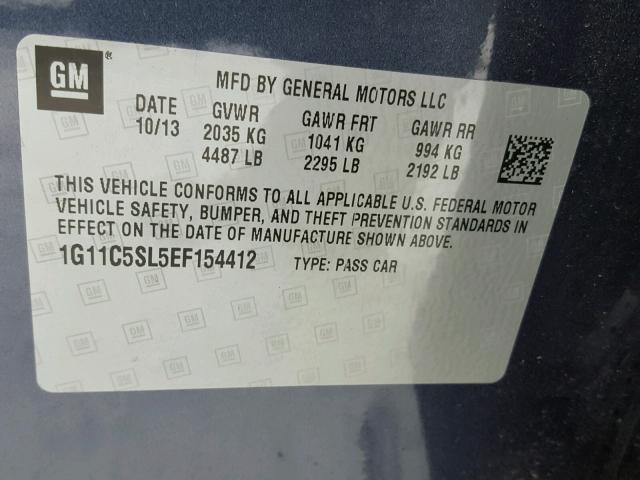 GM
MFD BY GENERAL MOTORS LLC
DATE GVWR GAWR FRT GAWR RR
10/13 2035 KG 1041 KG 994 KG
4487 LB 2295 LB 2192 LB
THIS VEHICLE CONFORMS TO ALL APPLICABLE U.S. FEDERAL MOTOR
VEHICLE SAFETY, BUMPER, AND THEFT PREVENTION STANDARDS IN
EFFECT ON THE DATE OF MANUFACTURE SHOWN ABOVE.
1G11C5SL5EF154412 TYPE: PASS CAR